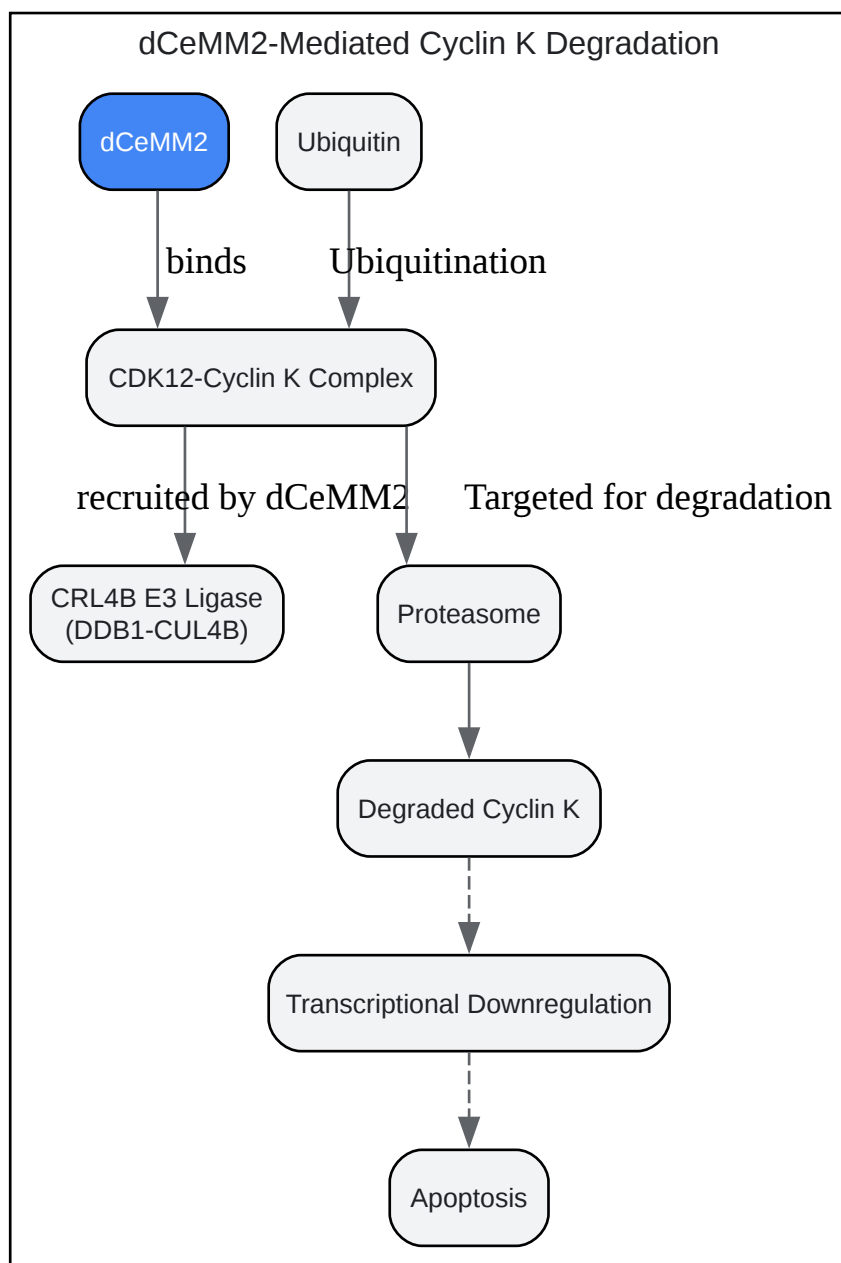 dCeMM2-Mediated Cyclin K Degradation
dCeMM2
Ubiquitin
binds
Ubiquitination
CDK12-Cyclin K Complex
recruited by dCeMM2
Targeted for degradation
CRL4B E3 Ligase
(DDB1-CUL4B)
Proteasome
Degraded Cyclin K
Transcriptional Downregulation
Apoptosis